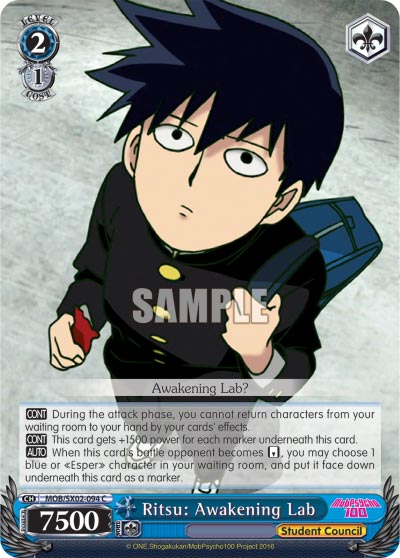 LEVEL
2
1
COST
SAMPLE
Awakening Lab?
CONT During the attack phase, you cannot return characters from your
waiting room to your hand by your cards' effects.
CONT This card gets +1500 power for each marker underneath this card.
AUTO When this card's battle opponent becomes, you may choose 1
blue or «Esper» character in your waiting room, and put it face down
underneath this card as a marker.
CH MOB/SX02-094 C
POWER
7500
Ritsu: Awakening Lab
MobPsycho
100
Student Council
©ONE,Shogakukan/MobPsycho100 Project 2016